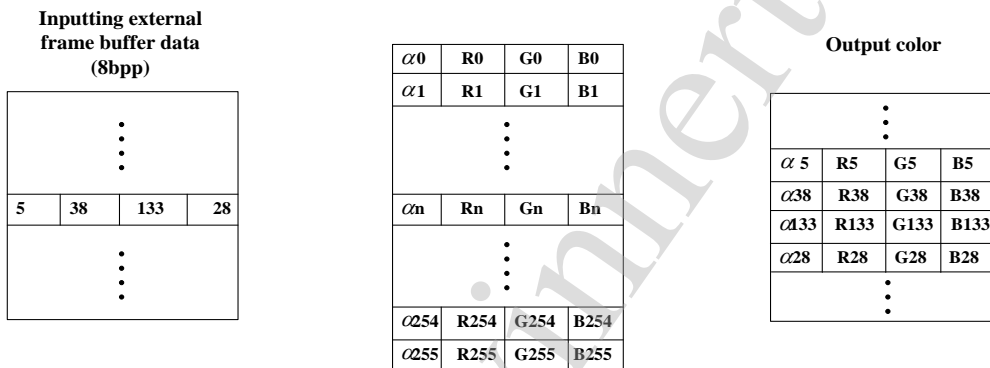 Inputting external
frame buffer data
(8bpp)
5 38 133 28
α0 R0 G0 B0
α1 R1 G1 B1
αn Rn Gn Bn
α254 R254 G254 B254
α255 R255 G255 B255
Output color
α 5 R5 G5 B5
α38 R38 G38 B38
α133 R133 G133 B133
α28 R28 G28 B28